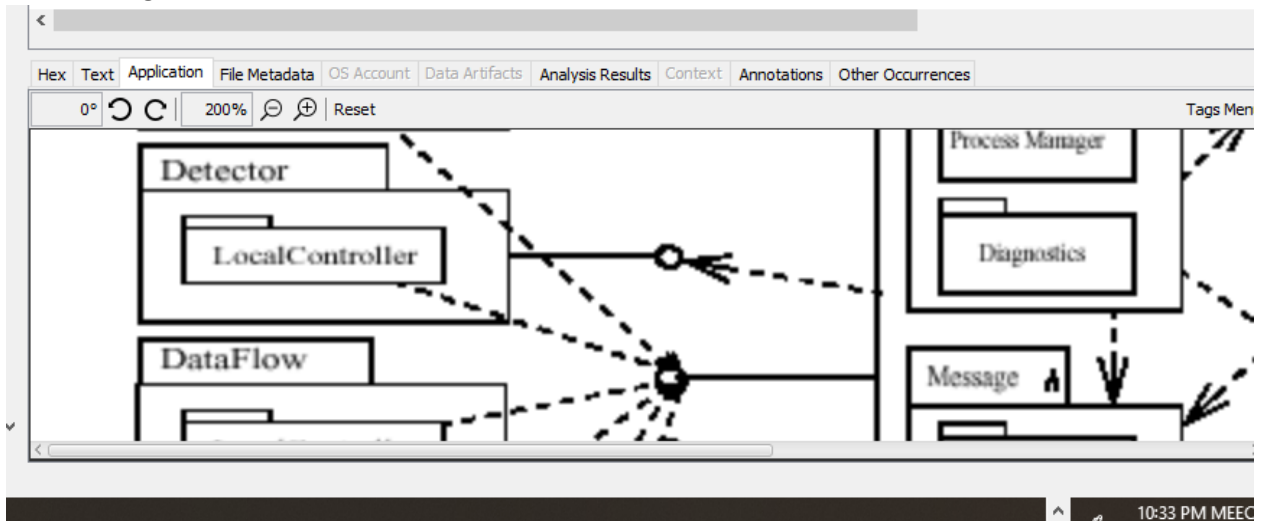 Hex Text Application File Metadata OS Account Data Artifacts Analysis Results Context Annotations Other Occurrences
0° 200% Reset Tags Menu
Process Manager
Detector
LocalController
Diagnostics
DataFlow
Message
10:33 PM MEEC